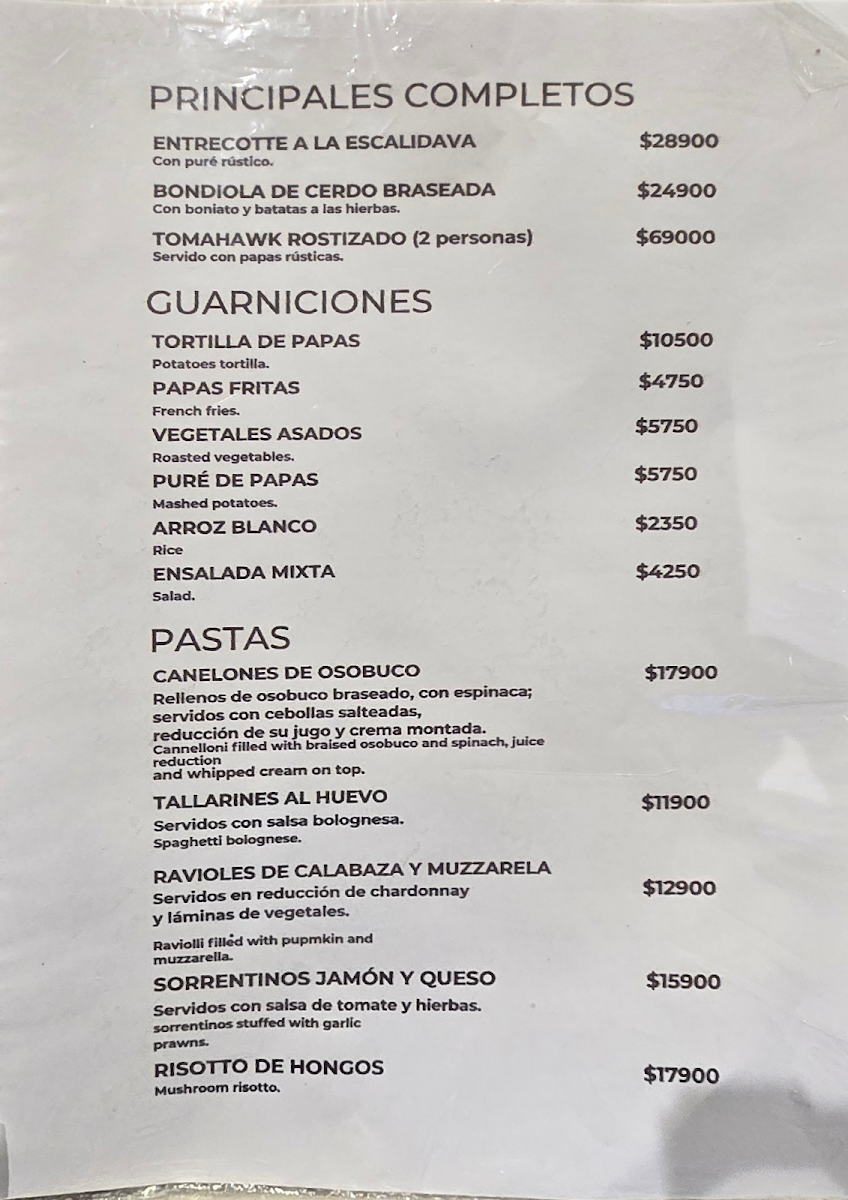 PRINCIPALES COMPLETOS
ENTRECOTTE A LA ESCALIDAVA $28900
Con puré rústico.
BONDIOLA DE CERDO BRASEADA $24900
Con boniato y batatas a las hierbas.
TOMAHAWK ROSTIZADO (2 personas) $69000
Servido con papas rústicas.
GUARNICIONES
TORTILLA DE PAPAS $10500
Potatoes tortilla.
PAPAS FRITAS $4750
French fries.
VEGETALES ASADOS $5750
Roasted vegetables.
PURÉ DE PAPAS $5750
Mashed potatoes.
ARROZ BLANCO $2350
Rice
ENSALADA MIXTA $4250
Salad.
PASTAS
CANELONES DE OSOBUCO $17900
Rellenos de osobuco braseado, con espinaca;
servidos con cebollas salteadas,
reducción de su jugo y crema montada.
Cannelloni filled with braised osobuco and spinach, juice
reduction
and whipped cream on top.
TALLARINES AL HUEVO $11900
Servidos con salsa bolognesa.
Spaghetti bolognese.
RAVIOLES DE CALABAZA Y MUZZARELA
Servidos en reducción de chardonnay $12900
y láminas de vegetales.
Raviolli filled with pupmkin and
muzzarella.
SORRENTINOS JAMÓN Y QUESO $15900
Servidos con salsa de tomate y hierbas.
sorrentinos stuffed with garlic
prawns.
RISOTTO DE HONGOS $17900
Mushroom risotto.